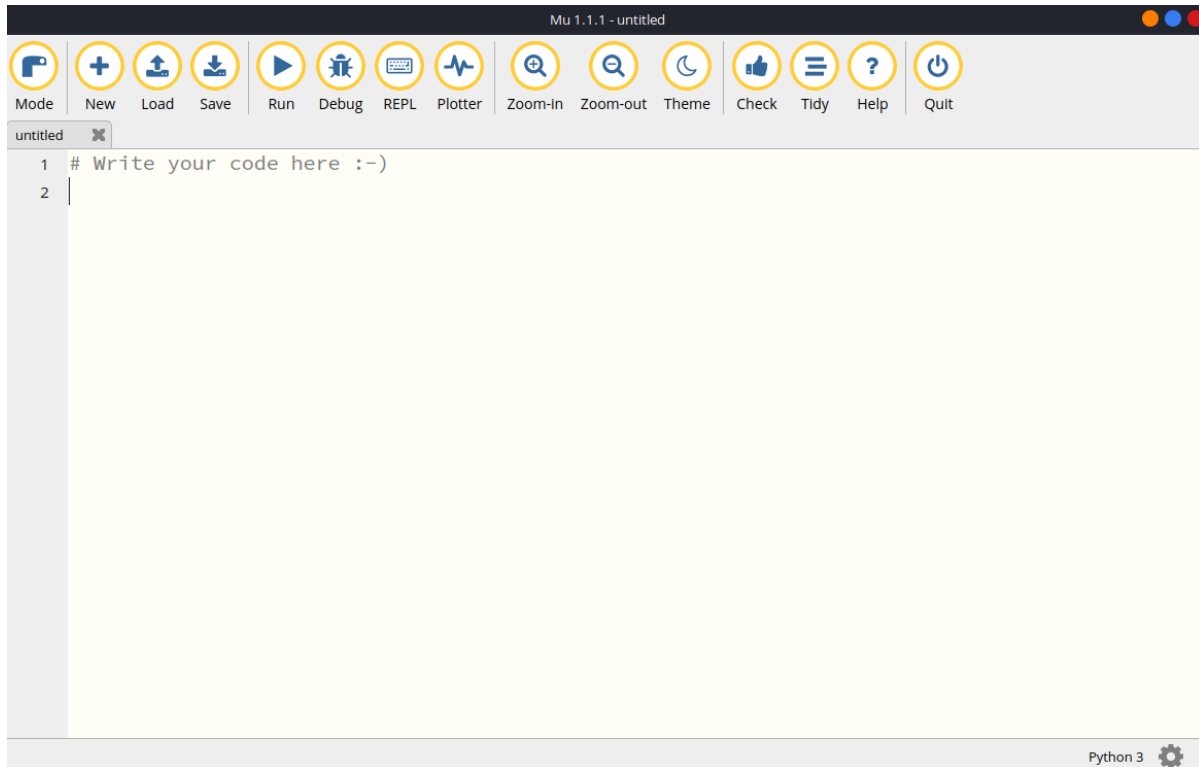 Mu 1.1.1 - untitled
Mode New Load Save Run Debug REPL Plotter Zoom-in Zoom-out Theme Check Tidy Help Quit
untitled
1 # Write your code here :-)
2
Python 3